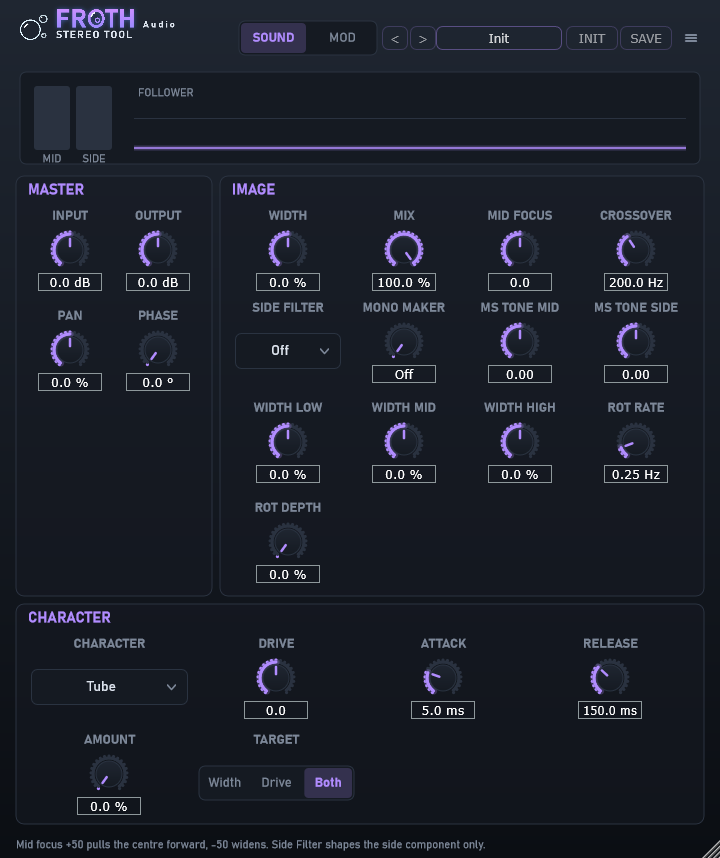 FROTH Audio
STEREO TOOL
SOUND MOD < > Init INIT SAVE
FOLLOWER
MID SIDE
MASTER
INPUT OUTPUT
0.0 dB 0.0 dB
PAN PHASE
0.0 % 0.0 °
IMAGE
WIDTH MIX MID FOCUS CROSSOVER
0.0 % 100.0 % 0.0 200.0 Hz
SIDE FILTER MONO MAKER MS TONE MID MS TONE SIDE
Off Off 0.00 0.00
WIDTH LOW WIDTH MID WIDTH HIGH ROT RATE
0.0 % 0.0 % 0.0 % 0.25 Hz
ROT DEPTH
0.0 %
CHARACTER
CHARACTER DRIVE ATTACK RELEASE
Tube 0.0 5.0 ms 150.0 ms
AMOUNT TARGET
0.0 % Width Drive Both
Mid focus +50 pulls the centre forward, -50 widens. Side Filter shapes the side component only.